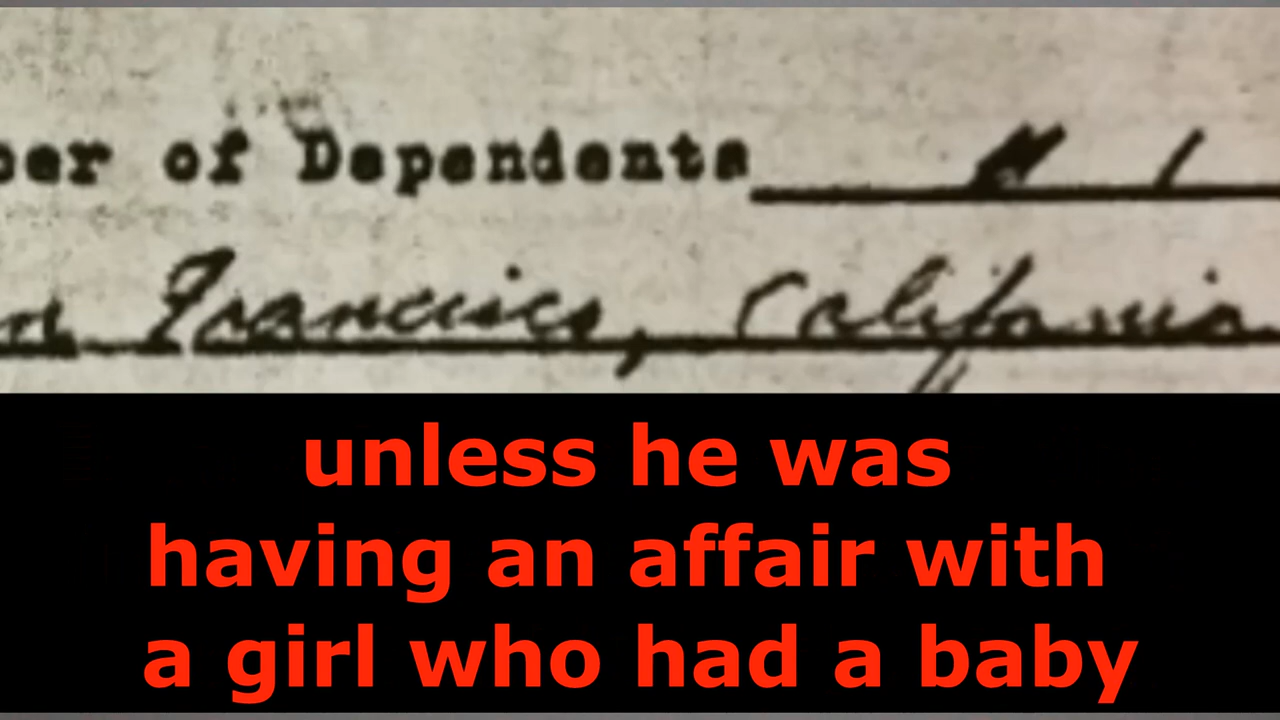 ber of Dependents 1
n Francisco, California
unless he was
having an affair with
a girl who had a baby